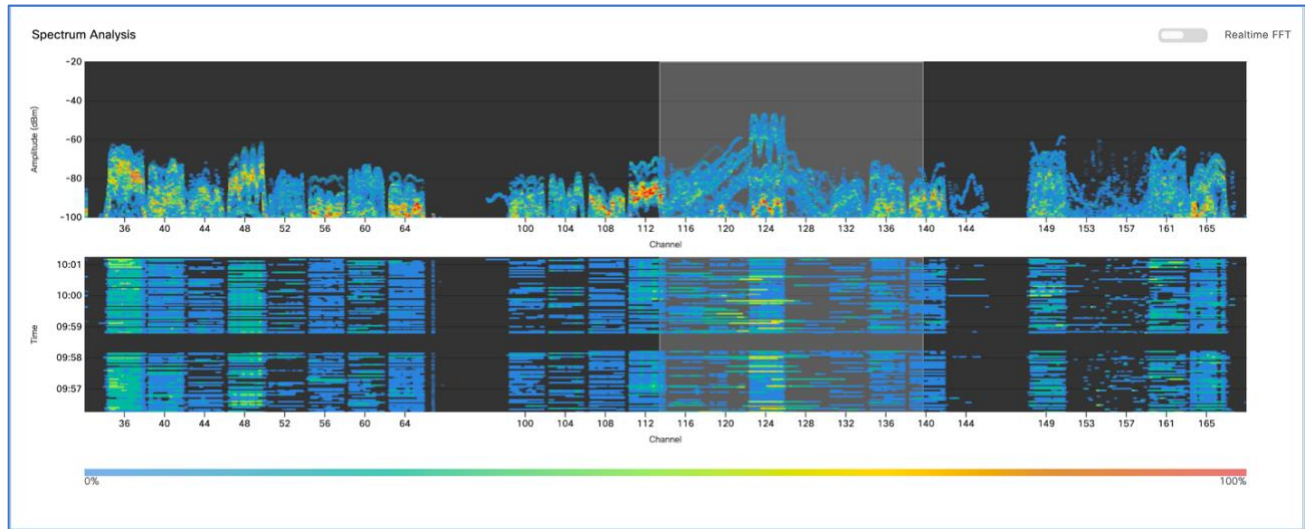 Spectrum Analysis
Realtime FFT
-20
-40
-60
-80
-100
Amplitude (dBm)
36 40 44 48 52 56 60 64 100 104 108 112 116 120 124 128 132 136 140 144 149 153 157 161 165
Channel
10:01
10:00
09:59
09:58
09:57
Time
36 40 44 48 52 56 60 64 100 104 108 112 116 120 124 128 132 136 140 144 149 153 157 161 165
Channel
0% 100%